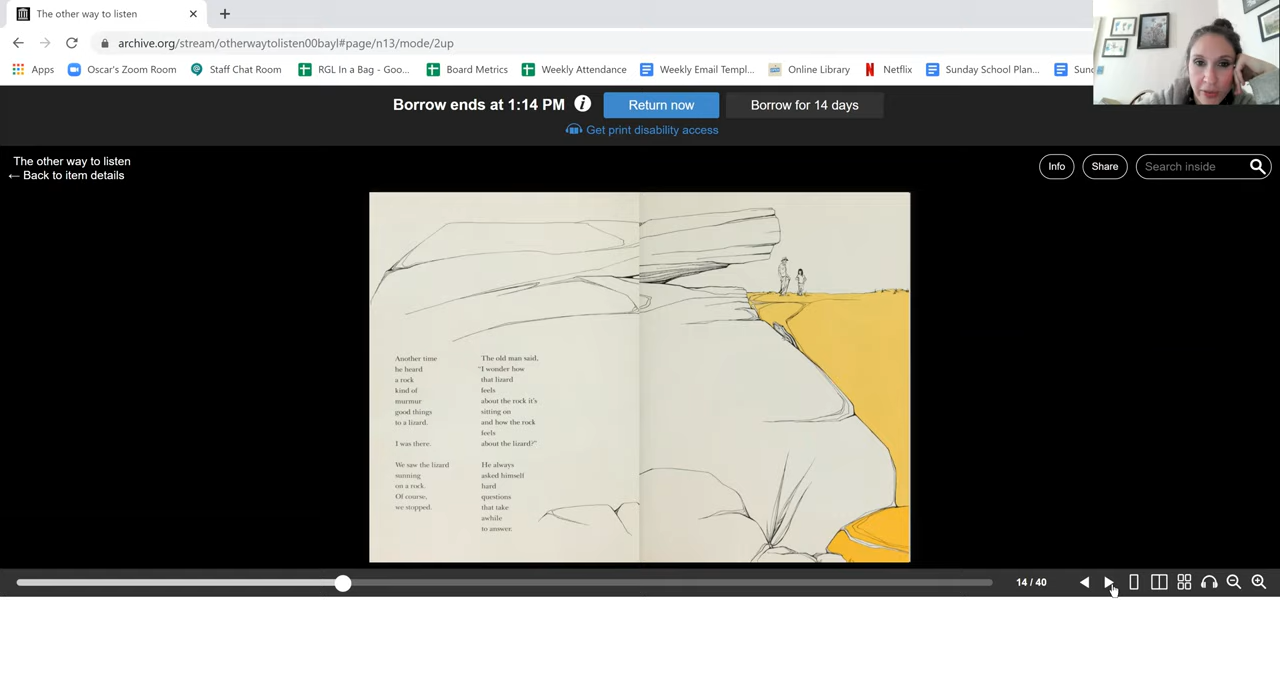 The other way to listen
archive.org/stream/otherwaytolisten00bayl#page/n13/mode/2up
Apps Oscar's Zoom Room Staff Chat Room RGL In a Bag - Goo... Board Metrics Weekly Attendance Weekly Email Templ... Online Library Netflix Sunday School Plan... Sund
Borrow ends at 1:14 PM i Return now Borrow for 14 days
Get print disability access
The other way to listen
← Back to item details
Info Share Search inside
Another time
he heard
a rock
kind of
murmur
good things
to a lizard.
I was there.
We saw the lizard
sunning
on a rock.
Of course,
we stopped.
The old man said,
"I wonder how
that lizard
feels
about the rock it's
sitting on
and how the rock
feels
about the lizard?"
He always
asked himself
hard
questions
that take
awhile
to answer.
14 / 40